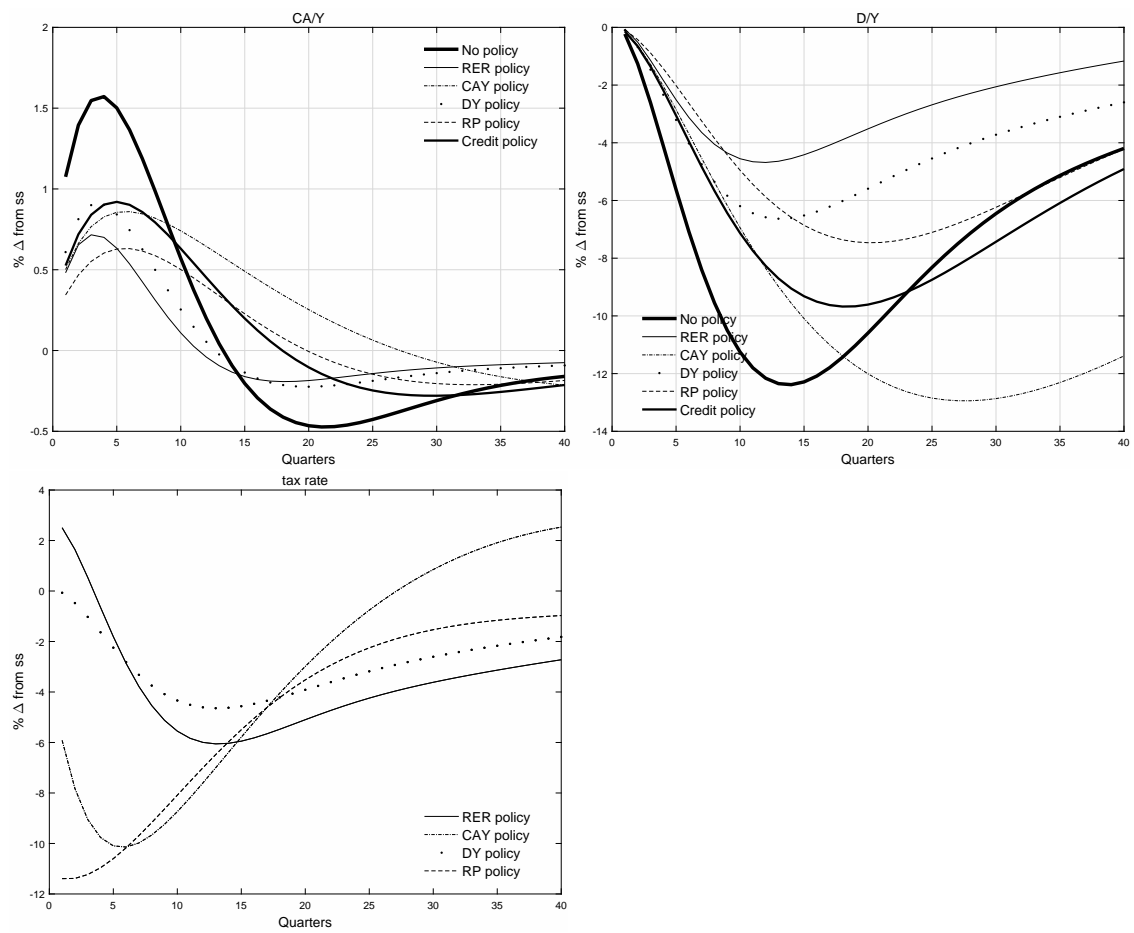 CA/Y
2
1.5
1
0.5
0
-0.5
% Δ from ss
No policy
RER policy
CAY policy
DY policy
RP policy
Credit policy
0 5 10 15 20 25 30 35 40
Quarters
D/Y
0
-2
-4
-6
-8
-10
-12
-14
% Δ from ss
No policy
RER policy
CAY policy
DY policy
RP policy
Credit policy
0 5 10 15 20 25 30 35 40
Quarters
tax rate
4
2
0
-2
-4
-6
-8
-10
-12
% Δ from ss
RER policy
CAY policy
DY policy
RP policy
0 5 10 15 20 25 30 35 40
Quarters